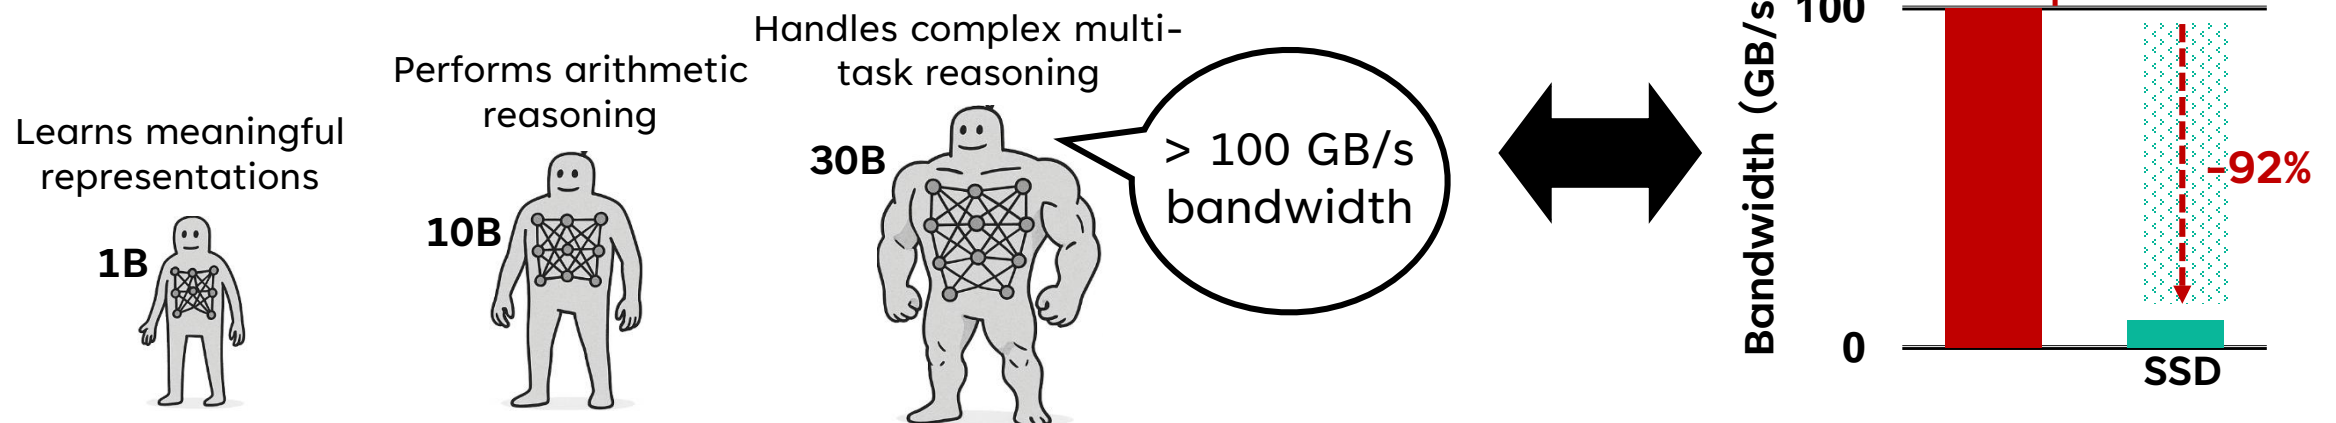 Learns meaningful
representations
1B
Performs arithmetic
reasoning
10B
Handles complex multi-
task reasoning
30B
> 100 GB/s
bandwidth
Bandwidth (GB/s
100
0
-92%
SSD